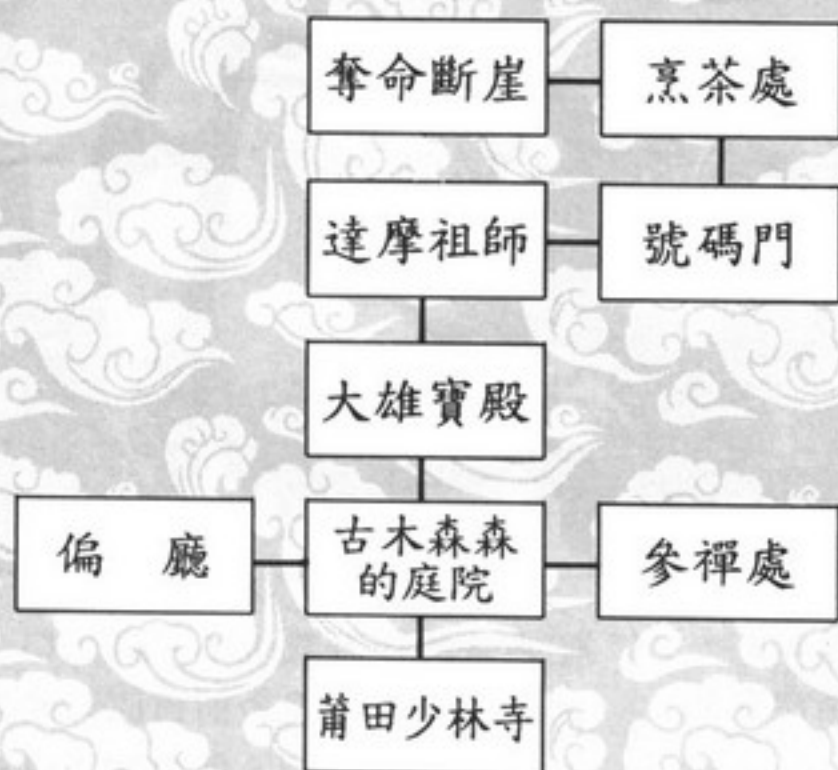 奪命斷崖
烹茶處
達摩祖師
號碼門
大雄寶殿
偏 廳
古木森森
的庭院
參禪處
莆田少林寺